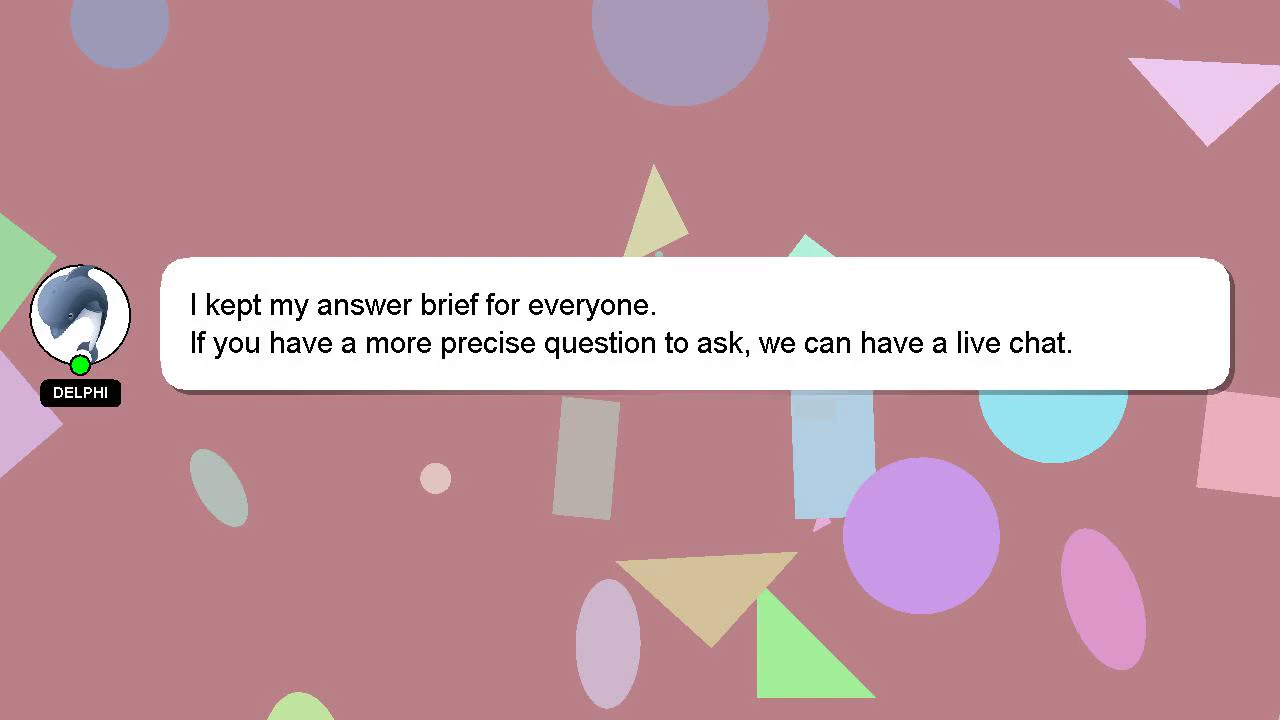 I kept my answer brief for everyone.
If you have a more precise question to ask, we can have a live chat.
DELPHI